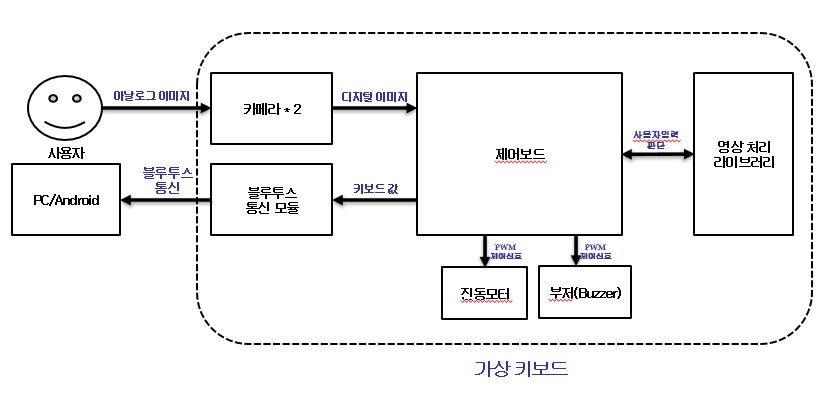 아날로그 이미지
카메라 * 2
디지털 이미지
사용자
제어보드
사용자입력
판단
영상 처리
라이브러리
PC/Android
블루투스
통신
블루투스
통신 모듈
키보드 값
PWM
제어신호
PWM
제어신호
진동모터
부저(Buzzer)
가상 키보드